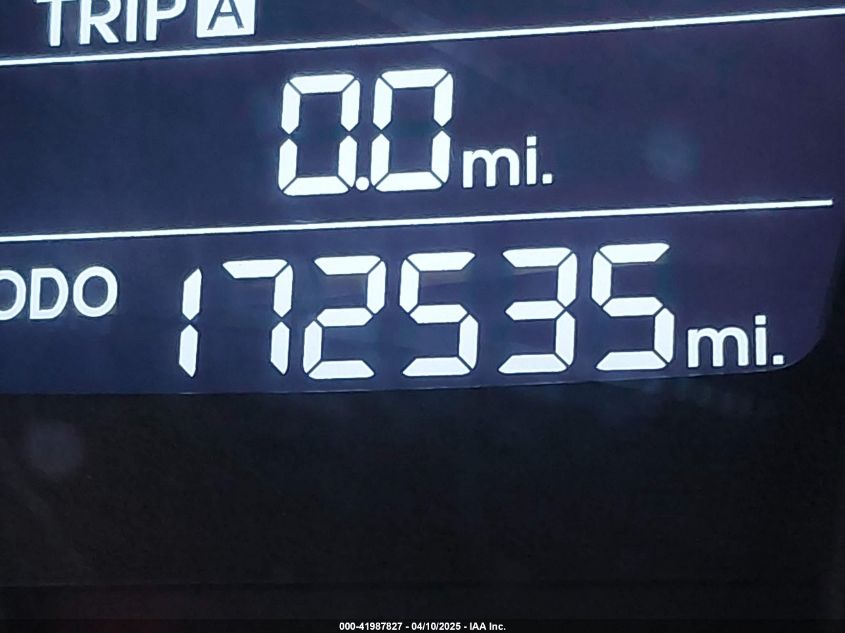 TRIP A
0.0 mi.
ODO 172535 mi.
000-41987827 - 04/10/2025 - IAA Inc.